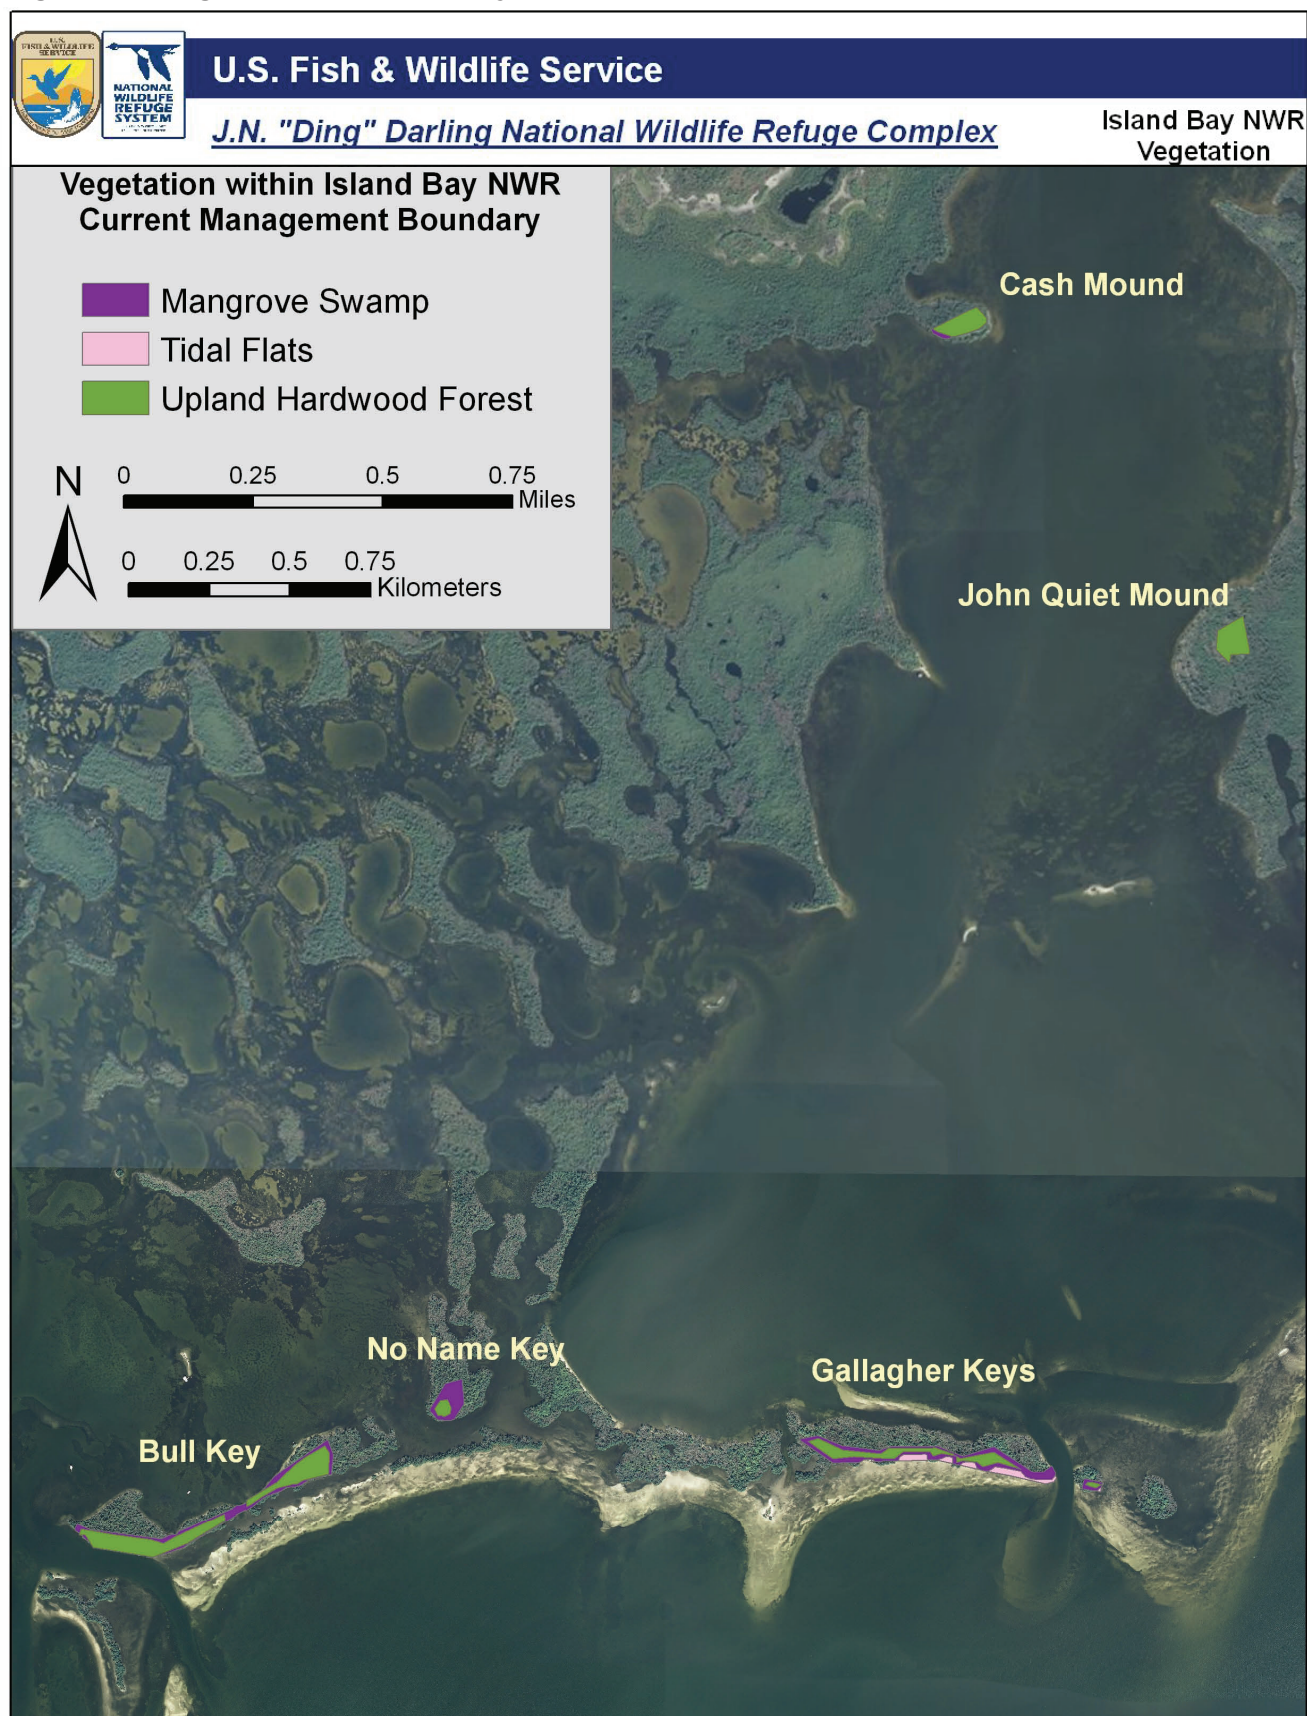 U.S.
FISH & WILDLIFE
SERVICE
NATIONAL
WILDLIFE
REFUGE
SYSTEM
U.S. Fish & Wildlife Service
J.N. "Ding" Darling National Wildlife Refuge Complex
Island Bay NWR
Vegetation
Vegetation within Island Bay NWR
Current Management Boundary
Mangrove Swamp
Tidal Flats
Upland Hardwood Forest
N
0 0.25 0.5 0.75
Miles
0 0.25 0.5 0.75
Kilometers
Cash Mound
John Quiet Mound
No Name Key
Gallagher Keys
Bull Key